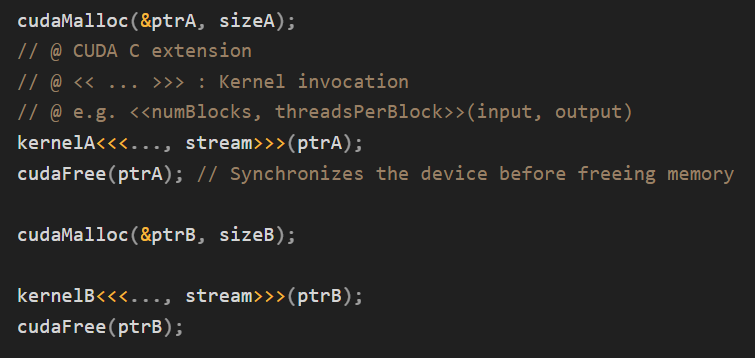 cudaMalloc(&ptrA, sizeA);
// @ CUDA C extension
// @ << ... >>> : Kernel invocation
// @ e.g. <<numBlocks, threadsPerBlock>>(input, output)
kernelA<<<..., stream>>>(ptrA);
cudaFree(ptrA); // Synchronizes the device before freeing memory
cudaMalloc(&ptrB, sizeB);
kernelB<<<..., stream>>>(ptrB);
cudaFree(ptrB);